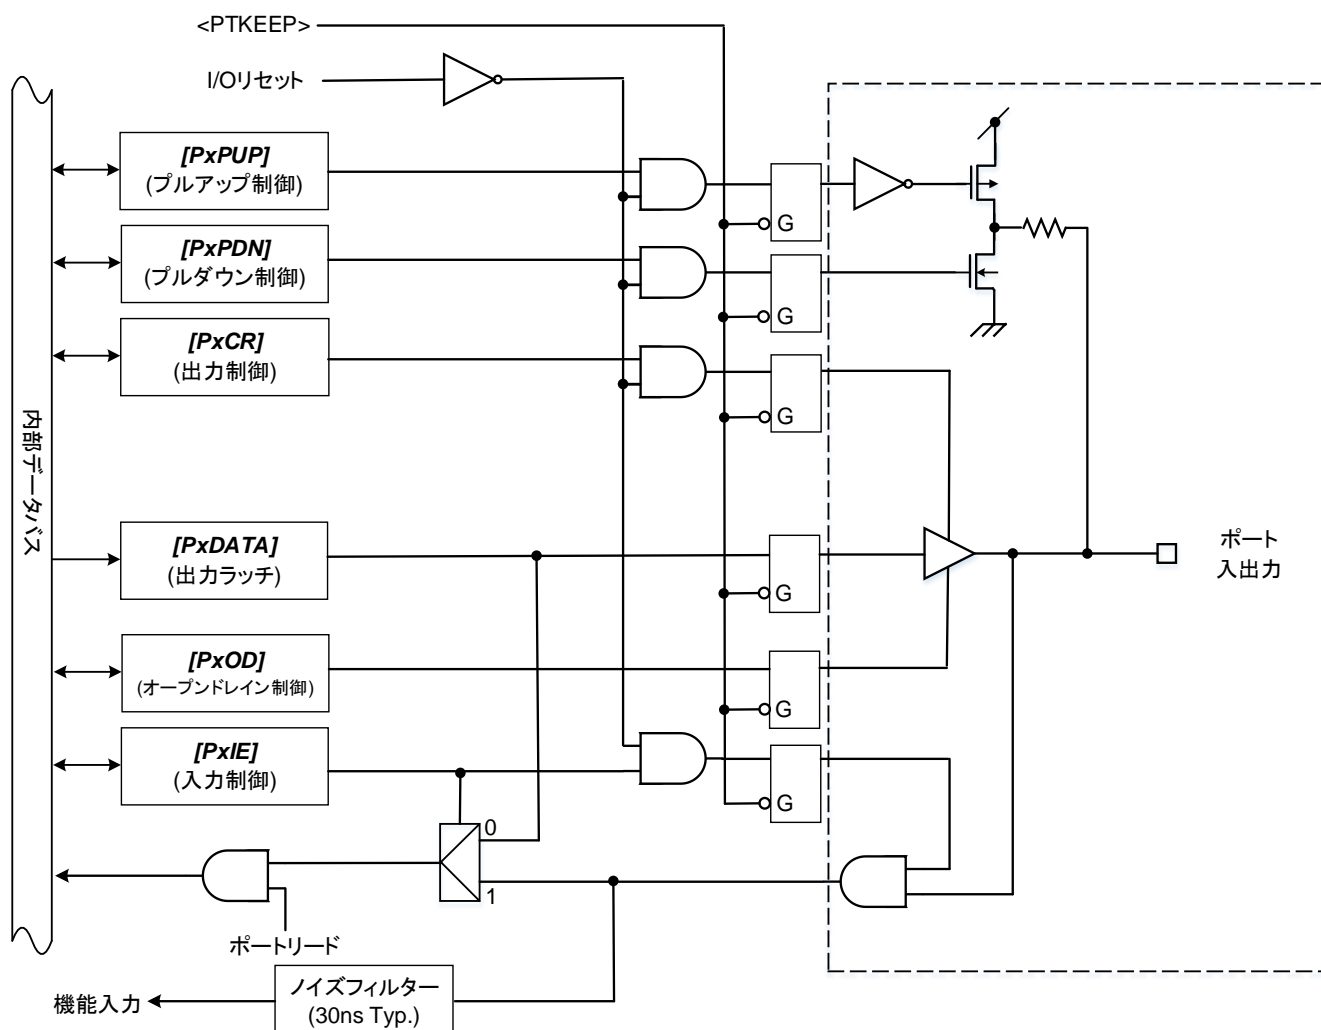 <PTKEEP>
I/Oリセット
[PxPUP]
(プルアップ制御)
G
[PxPDN]
(プルダウン制御)
G
[PxCR]
(出力制御)
G
内部データバス
[PxDATA]
(出力ラッチ)
G
ポート
入出力
[PxOD]
(オープンドレイン制御)
G
[PxIE]
(入力制御)
G
0
1
ポートリード
ノイズフィルター
(30ns Typ.)
機能入力